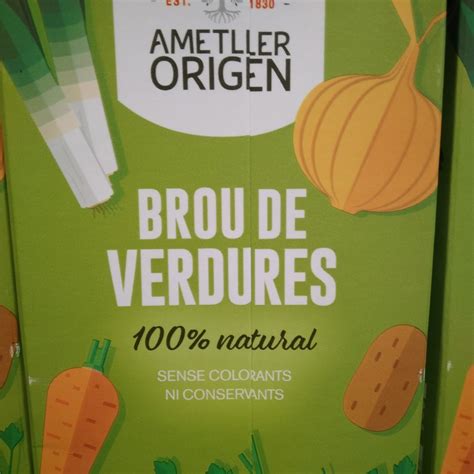 EST. 1830
AMETLLER
ORIGEN
BROU DE
VERDURES
100% natural
SENSE COLORANTS
NI CONSERVANTS